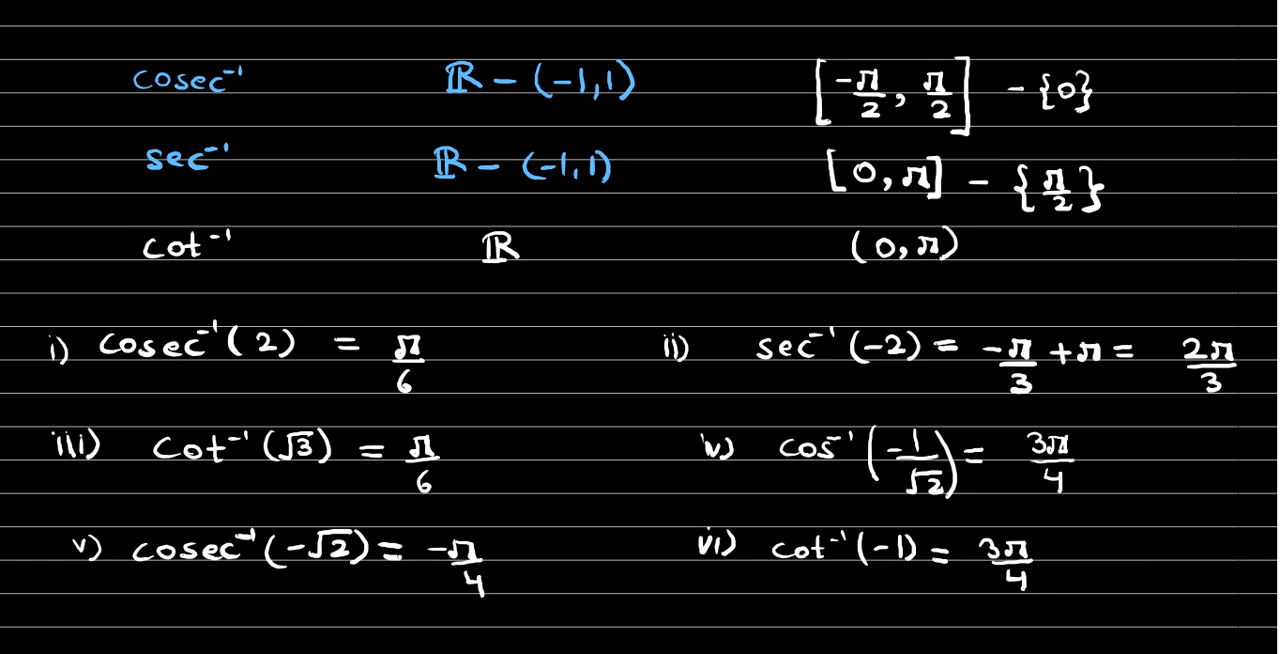 cosec⁻¹ ℝ - (-1,1) [-π/2, π/2] - {0}
sec⁻¹ ℝ - (-1,1) [0, π] - {π/2}
cot⁻¹ ℝ (0, π)
i) cosec⁻¹(2) = π/6 ii) sec⁻¹(-2) = -π/3 + π = 2π/3
iii) cot⁻¹(√3) = π/6 iv) cos⁻¹(-1/√2) = 3π/4
v) cosec⁻¹(-√2) = -π/4 vi) cot⁻¹(-1) = 3π/4